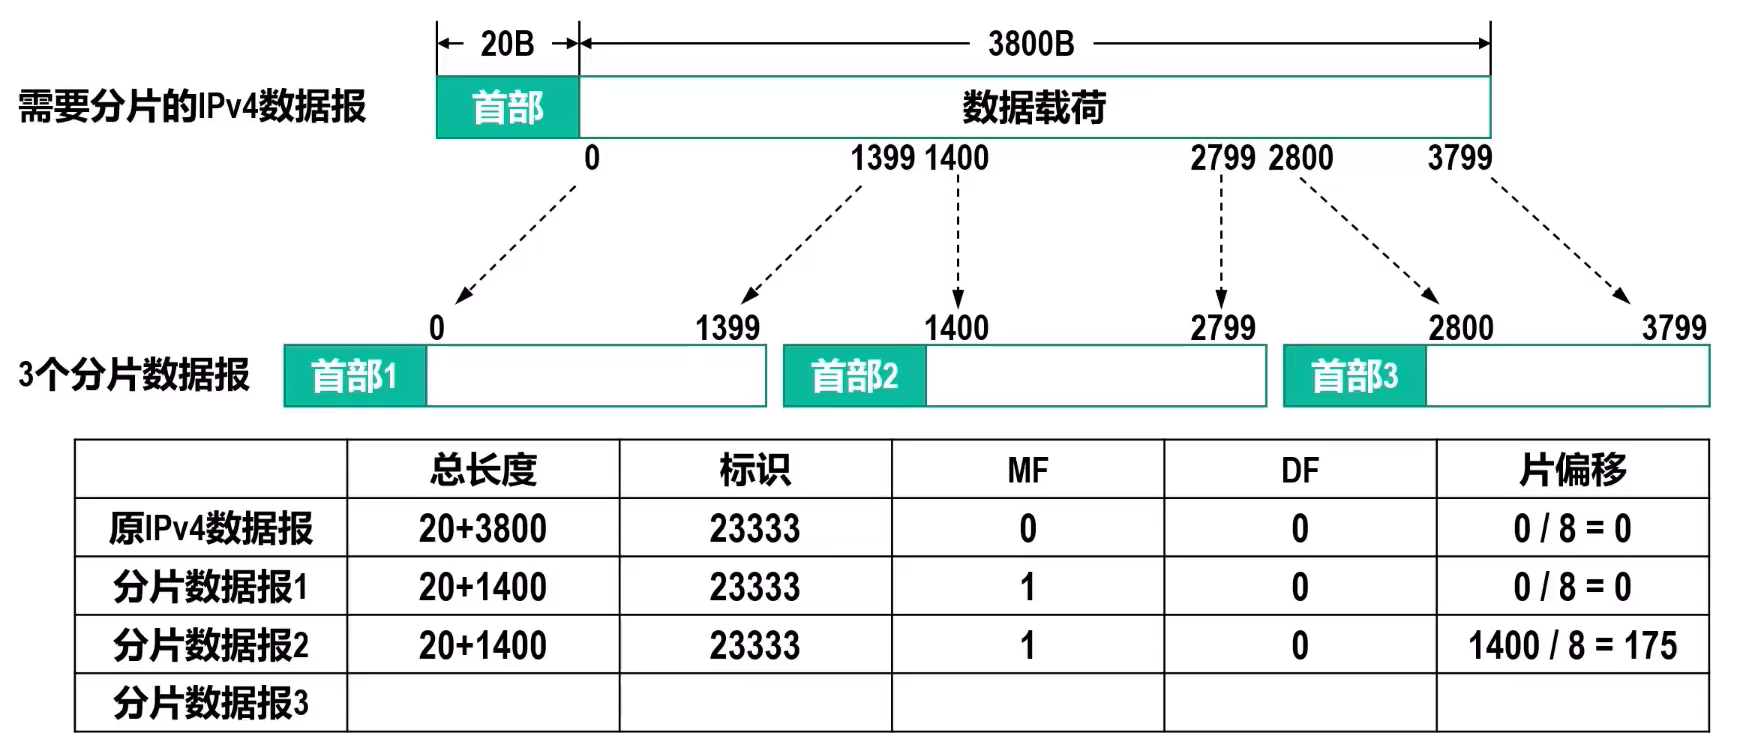 20B 3800B
需要分片的IPv4数据报 首部 数据载荷
0 1399 1400 2799 2800 3799
0 1399 1400 2799 2800 3799
3个分片数据报 首部1 首部2 首部3
总长度 标识 MF DF 片偏移
原IPv4数据报 20+3800 23333 0 0 0 / 8 = 0
分片数据报1 20+1400 23333 1 0 0 / 8 = 0
分片数据报2 20+1400 23333 1 0 1400 / 8 = 175
分片数据报3